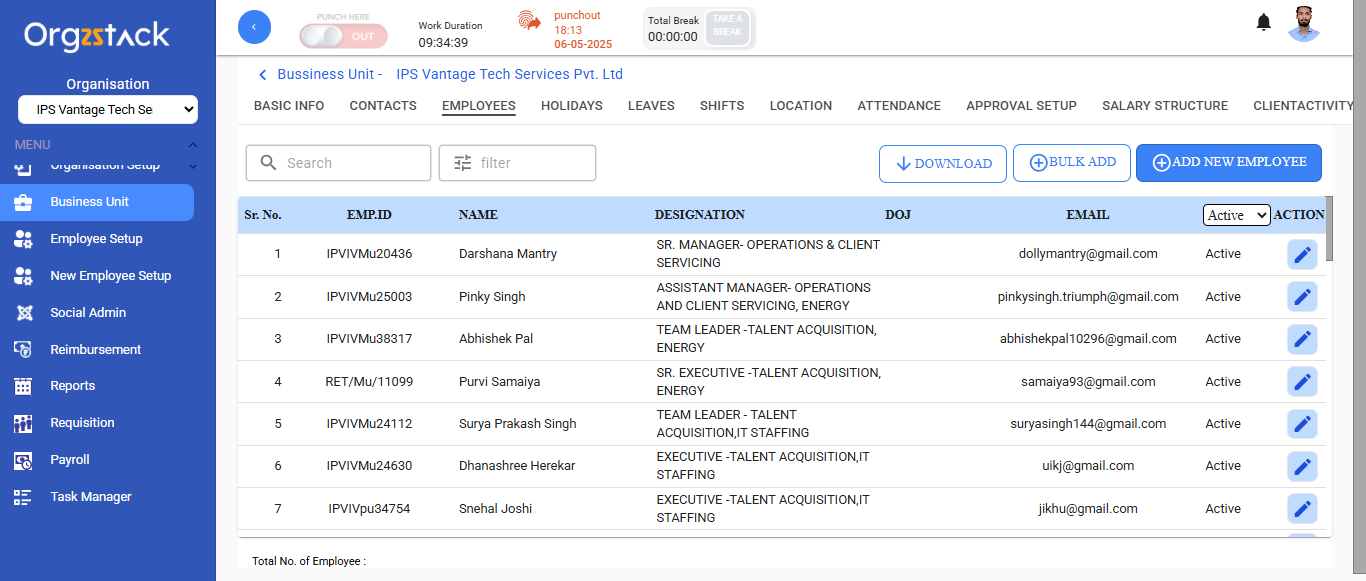 Orgzstack
Organisation
IPS Vantage Tech Se
MENU
Organisation Setup
Business Unit
Employee Setup
New Employee Setup
Social Admin
Reimbursement
Reports
Requisition
Payroll
Task Manager
PUNCH HERE
OUT
Work Duration
09:34:39
punchout
18:13
06-05-2025
Total Break
00:00:00
TAKE A
BREAK
Bussiness Unit - IPS Vantage Tech Services Pvt. Ltd
BASIC INFO CONTACTS EMPLOYEES HOLIDAYS LEAVES SHIFTS LOCATION ATTENDANCE APPROVAL SETUP SALARY STRUCTURE CLIENTACTIVITY
Search filter DOWNLOAD BULK ADD ADD NEW EMPLOYEE
Sr. No. EMP.ID NAME DESIGNATION DOJ EMAIL Active ACTION
1 IPVIVMu20436 Darshana Mantry SR. MANAGER- OPERATIONS & CLIENT
SERVICING dollymantry@gmail.com Active
2 IPVIVMu25003 Pinky Singh ASSISTANT MANAGER- OPERATIONS
AND CLIENT SERVICING, ENERGY pinkysingh.triumph@gmail.com Active
3 IPVIVMu38317 Abhishek Pal TEAM LEADER -TALENT ACQUISITION,
ENERGY abhishekpal10296@gmail.com Active
4 RET/Mu/11099 Purvi Samaiya SR. EXECUTIVE -TALENT ACQUISITION,
ENERGY samaiya93@gmail.com Active
5 IPVIVMu24112 Surya Prakash Singh TEAM LEADER - TALENT
ACQUISITION,IT STAFFING suryasingh144@gmail.com Active
6 IPVIVMu24630 Dhanashree Herekar EXECUTIVE -TALENT ACQUISITION,IT
STAFFING uikj@gmail.com Active
7 IPVIVpu34754 Snehal Joshi EXECUTIVE -TALENT ACQUISITION,IT
STAFFING jikhu@gmail.com Active
Total No. of Employee :